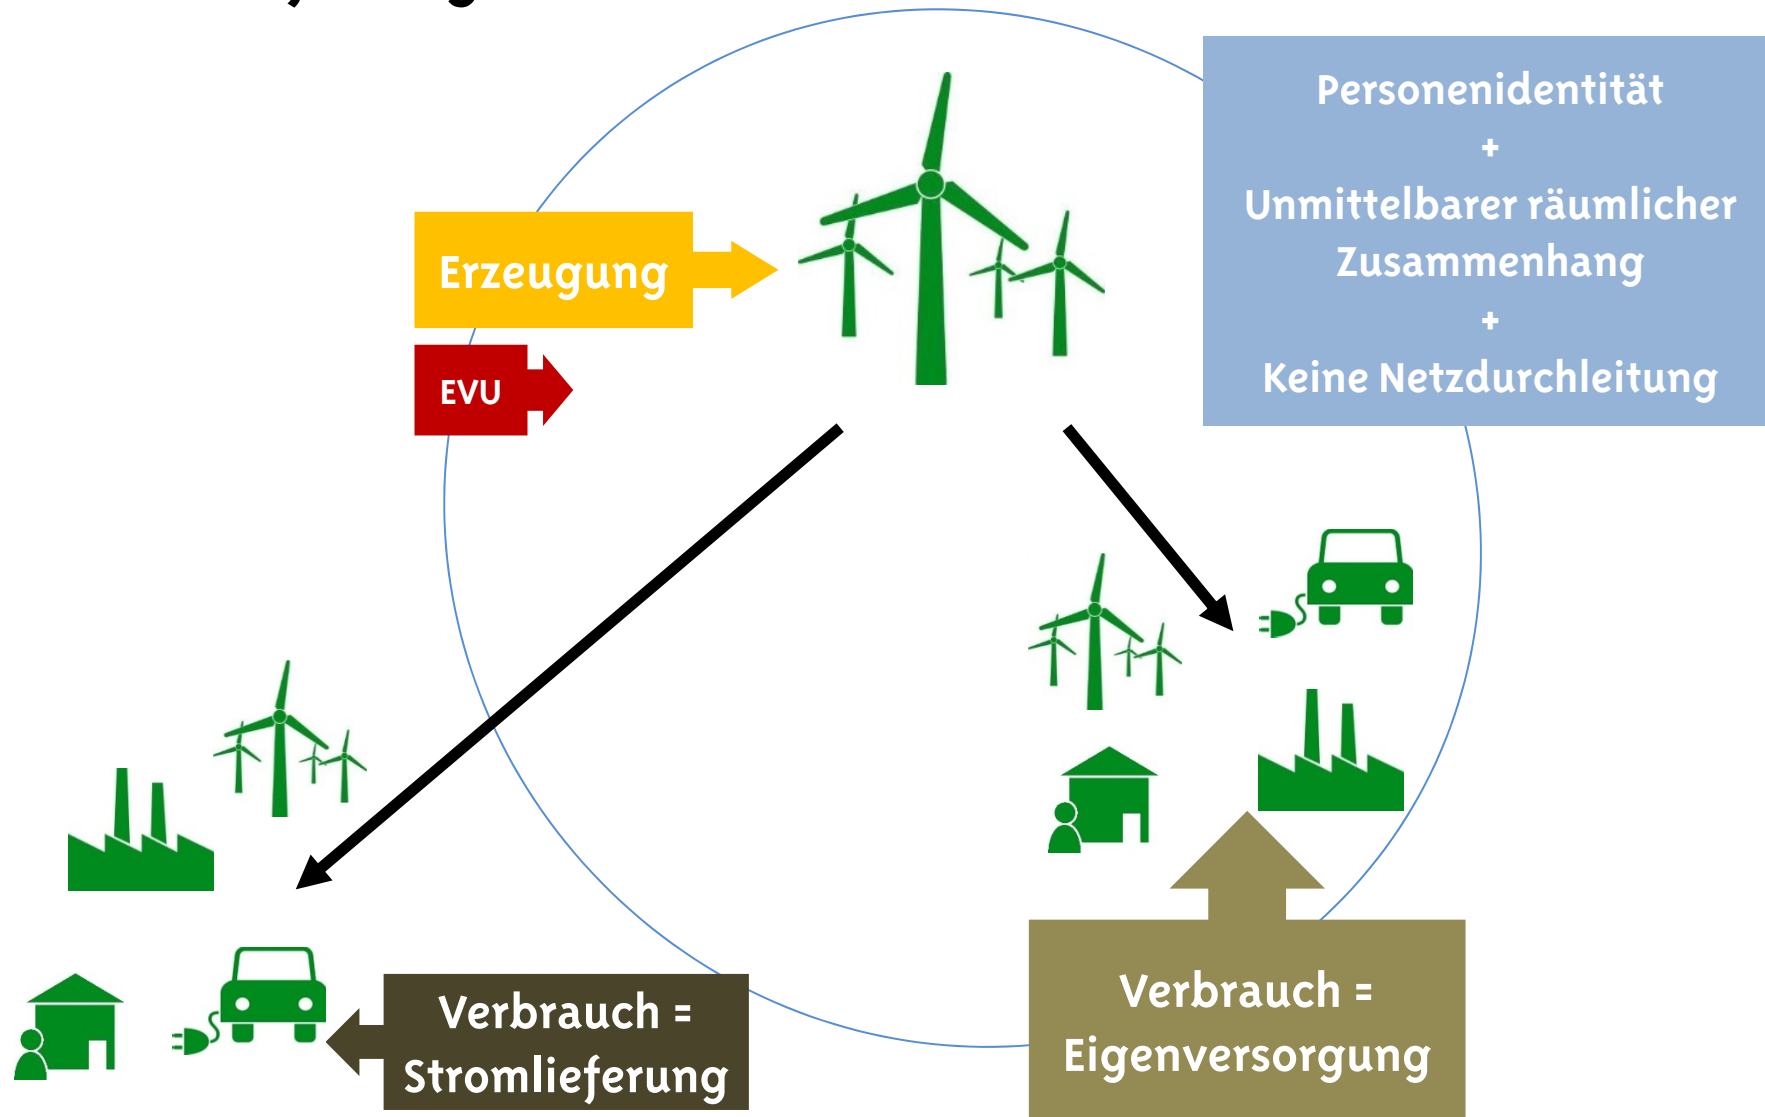 Personenidentität
+
Unmittelbarer räumlicher
Zusammenhang
+
Keine Netzdurchleitung
Erzeugung
EVU
Verbrauch =
Stromlieferung
Verbrauch =
Eigenversorgung